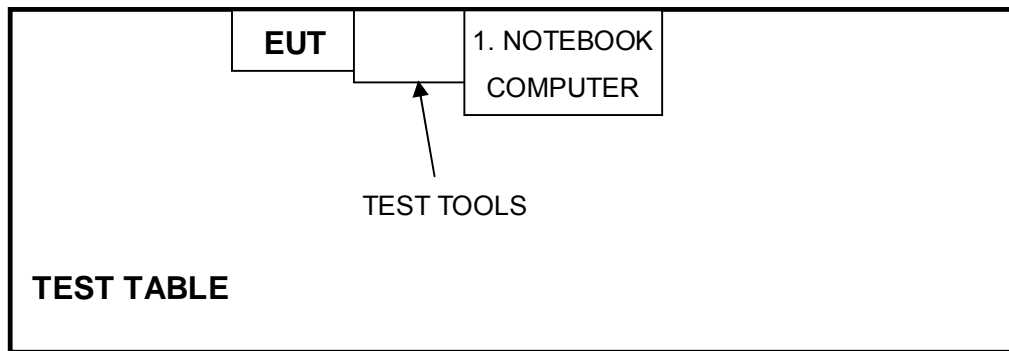 EUT
1. NOTEBOOK
COMPUTER
TEST TOOLS
TEST TABLE